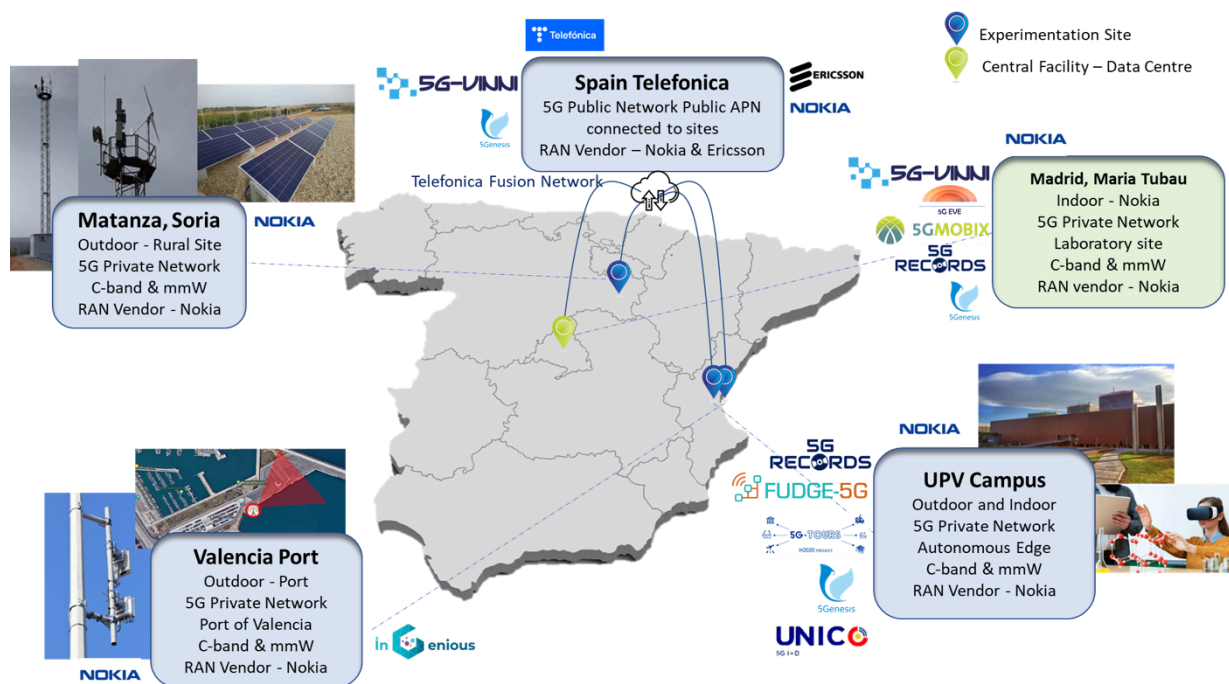 Telefónica
5G-VINNI
5Genesis
Spain Telefonica
5G Public Network Public APN
connected to sites
RAN Vendor – Nokia & Ericsson
ERICSSON
NOKIA
Experimentation Site
Central Facility – Data Centre
Telefonica Fusion Network
Matanza, Soria
Outdoor - Rural Site
5G Private Network
C-band & mmW
RAN Vendor - Nokia
NOKIA
NOKIA
5G-VINNI
5G EVE
5GMOBIX
5G
RECORDS
5Genesis
Madrid, Maria Tubau
Indoor - Nokia
5G Private Network
Laboratory site
C-band & mmW
RAN vendor - Nokia
Valencia Port
Outdoor - Port
5G Private Network
Port of Valencia
C-band & mmW
RAN Vendor - Nokia
NOKIA
inGenious
NOKIA
5G
RECORDS
FUDGE-5G
5G-TOURS
H2020 PROJECT
5Genesis
UNICO
5G I+D
UPV Campus
Outdoor and Indoor
5G Private Network
Autonomous Edge
C-band & mmW
RAN Vendor - Nokia